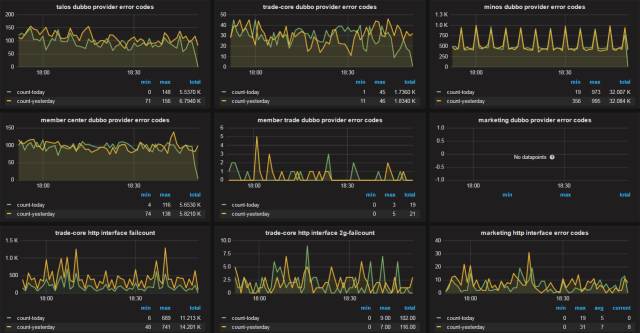 talos dubbo provider error codes
200
150
100
50
0
18:00
18:30
min max total
count-today 0 148 5.5370 K
count-yesterday 71 156 6.7940 K
trade-core dubbo provider error codes
50
40
30
20
10
0
18:00
18:30
min max total
count-today 1 45 1.7360 K
count-yesterday 11 46 1.8340 K
minos dubbo provider error codes
1.3 K
1.0 K
750
500
250
0
18:00
18:30
min max total
count-today 19 973 32.007 K
count-yesterday 356 995 32.084 K
member center dubbo provider error codes
150
100
50
0
18:00
18:30
min max total
count-today 4 116 5.6530 K
count-yesterday 74 138 5.8210 K
member trade dubbo provider error codes
6
5
4
3
2
1
0
18:00
18:30
min max total
count-today 0 3 19
count-yesterday 0 5 21
marketing dubbo provider error codes
1.0
0.5
0
-0.5
-1.0
No datapoints
18:00
18:30
min max total
trade-core http interface failcount
1.5 K
1.0 K
500
0
18:00
18:30
min max total
count-today 6 689 11.213 K
count-yesterday 46 741 14.201 K
trade-core http interface 2g-failcount
10.0
7.5
5.0
2.5
0
18:00
18:30
min max total
count-today 0 9.00 102.00
count-yesterday 0 7.00 116.00
marketing http interface error codes
40
30
20
10
0
18:00
18:30
min max avg current
count-today 0 19 5
count-yesterday 0 31 7